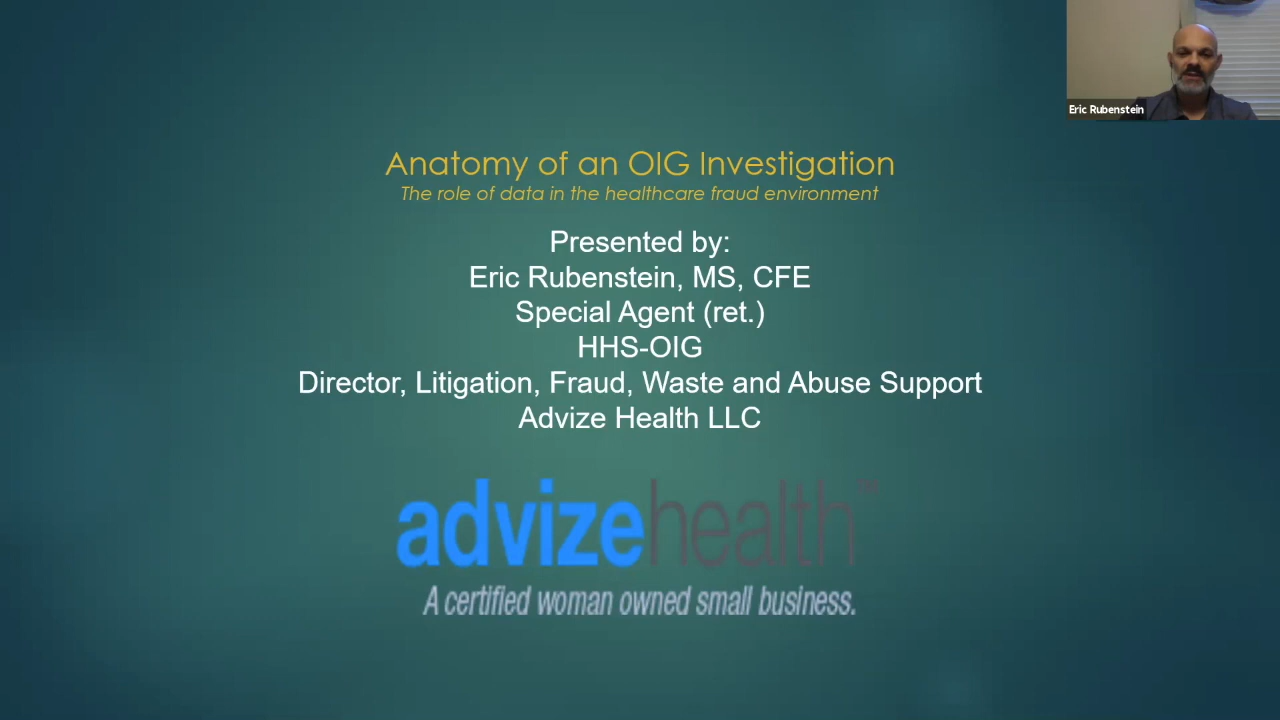 Eric Rubenstein
Anatomy of an OIG Investigation
The role of data in the healthcare fraud environment
Presented by:
Eric Rubenstein, MS, CFE
Special Agent (ret.)
HHS-OIG
Director, Litigation, Fraud, Waste and Abuse Support
Advize Health LLC
advizehealth™
A certified woman owned small business.